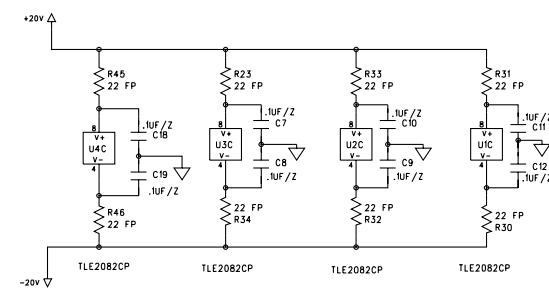 +20V
R45
22 FP
R23
22 FP
R33
22 FP
R31
22 FP
8
V+
U4C
V-
4
.1UF/Z
C18
C19
.1UF/Z
8
V+
U3C
V-
4
.1UF/Z
C7
C8
.1UF/Z
8
V+
U2C
V-
4
.1UF/Z
C10
C9
.1UF/Z
8
V+
U1C
V-
4
.1UF/Z
C11
C12
.1UF/Z
R46
22 FP
22 FP
R34
22 FP
R32
22 FP
R30
-20V
TLE2082CP
TLE2082CP
TLE2082CP
TLE2082CP